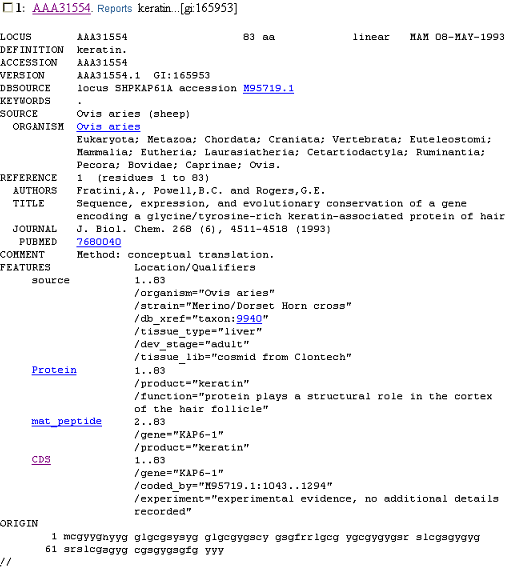 1: AAA31554. Reports keratin...[gi:165953]
LOCUS AAA31554 83 aa linear MAM 08-MAY-1993
DEFINITION keratin.
ACCESSION AAA31554
VERSION AAA31554.1 GI:165953
DBSOURCE locus SHPKAP61A accession M95719.1
KEYWORDS .
SOURCE Ovis aries (sheep)
ORGANISM Ovis aries
Eukaryota; Metazoa; Chordata; Craniata; Vertebrata; Euteleostomi;
Mammalia; Eutheria; Laurasiatheria; Cetartiodactyla; Ruminantia;
Pecora; Bovidae; Caprinae; Ovis.
REFERENCE 1 (residues 1 to 83)
AUTHORS Fratini,A., Powell,B.C. and Rogers,G.E.
TITLE Sequence, expression, and evolutionary conservation of a gene
encoding a glycine/tyrosine-rich keratin-associated protein of hair
JOURNAL J. Biol. Chem. 268 (6), 4511-4518 (1993)
PUBMED 7680040
COMMENT Method: conceptual translation.
FEATURES Location/Qualifiers
source 1..83
/organism="Ovis aries"
/strain="Merino/Dorset Horn cross"
/db_xref="taxon:9940"
/tissue_type="liver"
/dev_stage="adult"
/tissue_lib="cosmid from Clontech"
Protein 1..83
/product="keratin"
/function="protein plays a structural role in the cortex
of the hair follicle"
mat_peptide 2..83
/gene="KAP6-1"
/product="keratin"
CDS 1..83
/gene="KAP6-1"
/coded_by="M95719.1:1043..1294"
/experiment="experimental evidence, no additional details
recorded"
ORIGIN
1 mcgyyghyyg glgcgsysyg glgcgygscy gsgfrrlgcg ygcgygygsr slcgsgygyg
61 srslcgsgyg cgsgygsgfg yyy
//